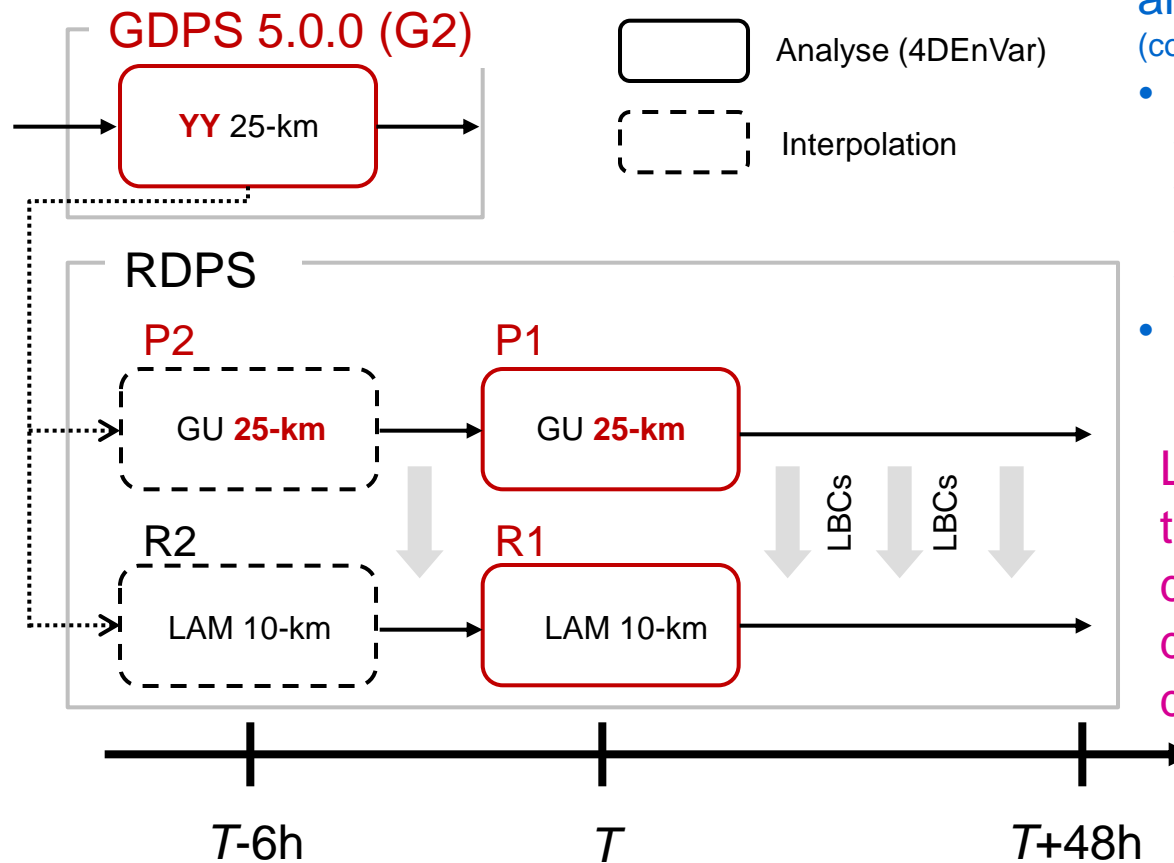 GDPS 5.0.0 (G2)
YY 25-km
Analyse (4DEnVar)
Interpolation
RDPS
P2
P1
GU 25-km
GU 25-km
LBCs
LBCs
R2
R1
LAM 10-km
LAM 10-km
T-6h
T
T+48h